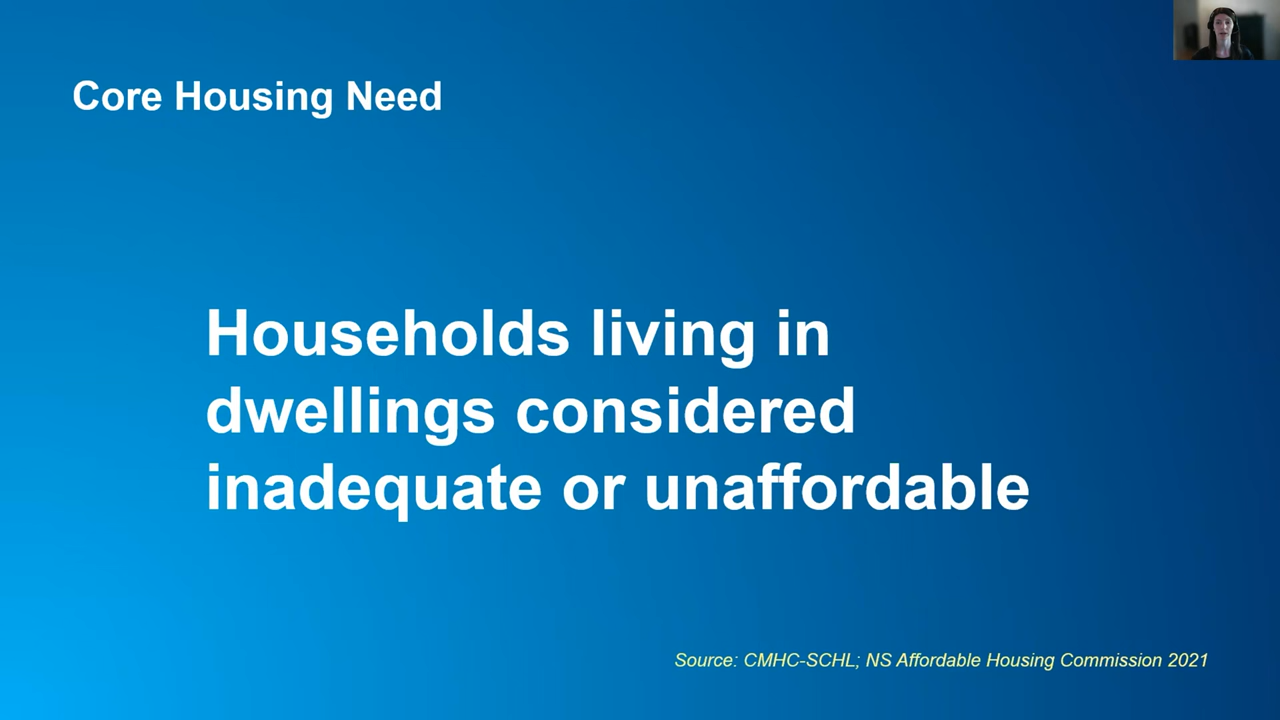 Core Housing Need
Households living in
dwellings considered
inadequate or unaffordable
Source: CMHC-SCHL; NS Affordable Housing Commission 2021